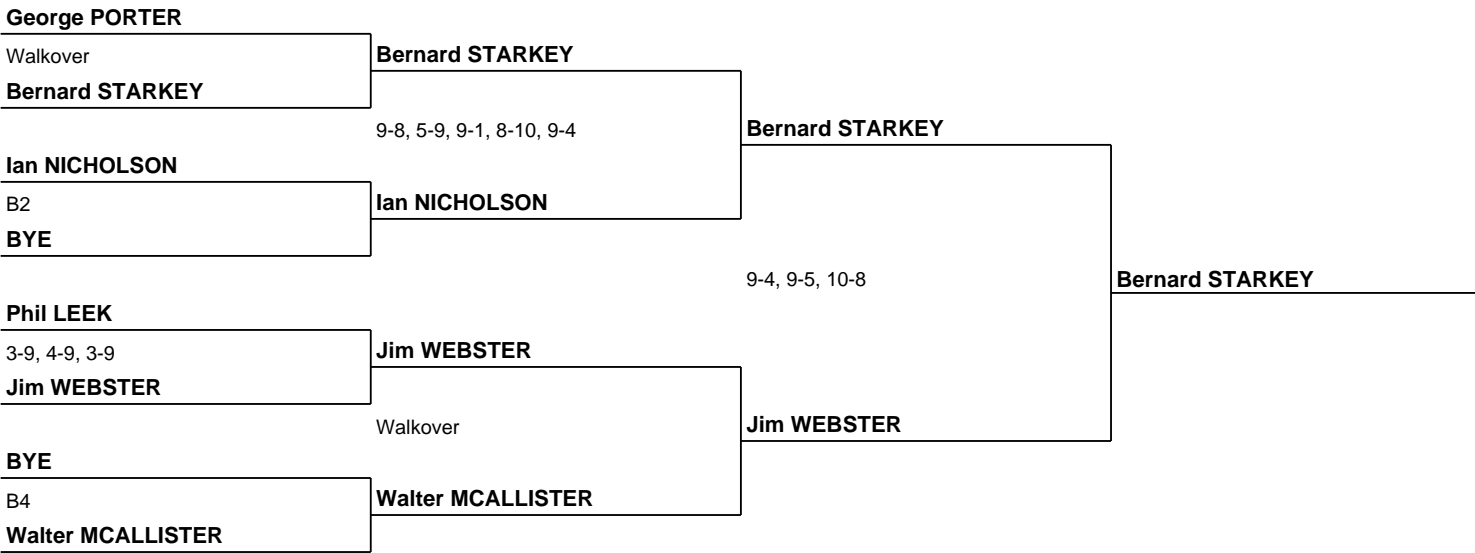 George PORTER
Walkover
Bernard STARKEY
Bernard STARKEY
9-8, 5-9, 9-1, 8-10, 9-4
Bernard STARKEY
Ian NICHOLSON
B2
Ian NICHOLSON
BYE
9-4, 9-5, 10-8
Bernard STARKEY
Phil LEEK
3-9, 4-9, 3-9
Jim WEBSTER
Jim WEBSTER
Walkover
Jim WEBSTER
BYE
B4
Walter MCALLISTER
Walter MCALLISTER